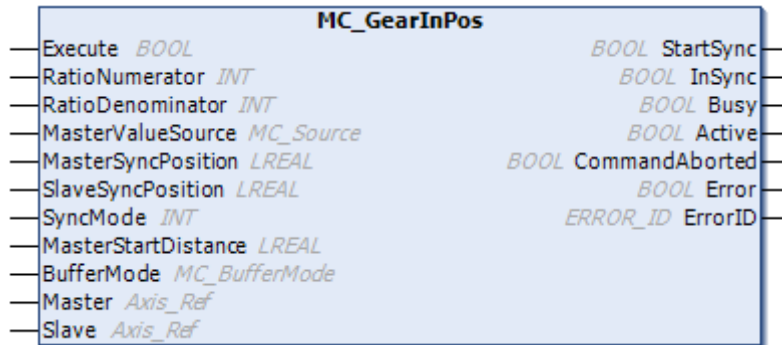 MC_GearInPos
Execute BOOL BOOL StartSync
RatioNumerator INT BOOL InSync
RatioDenominator INT BOOL Busy
MasterValueSource MC_Source BOOL Active
MasterSyncPosition LREAL BOOL CommandAborted
SlaveSyncPosition LREAL BOOL Error
SyncMode INT ERROR_ID ErrorID
MasterStartDistance LREAL
BufferMode MC_BufferMode
Master Axis_Ref
Slave Axis_Ref